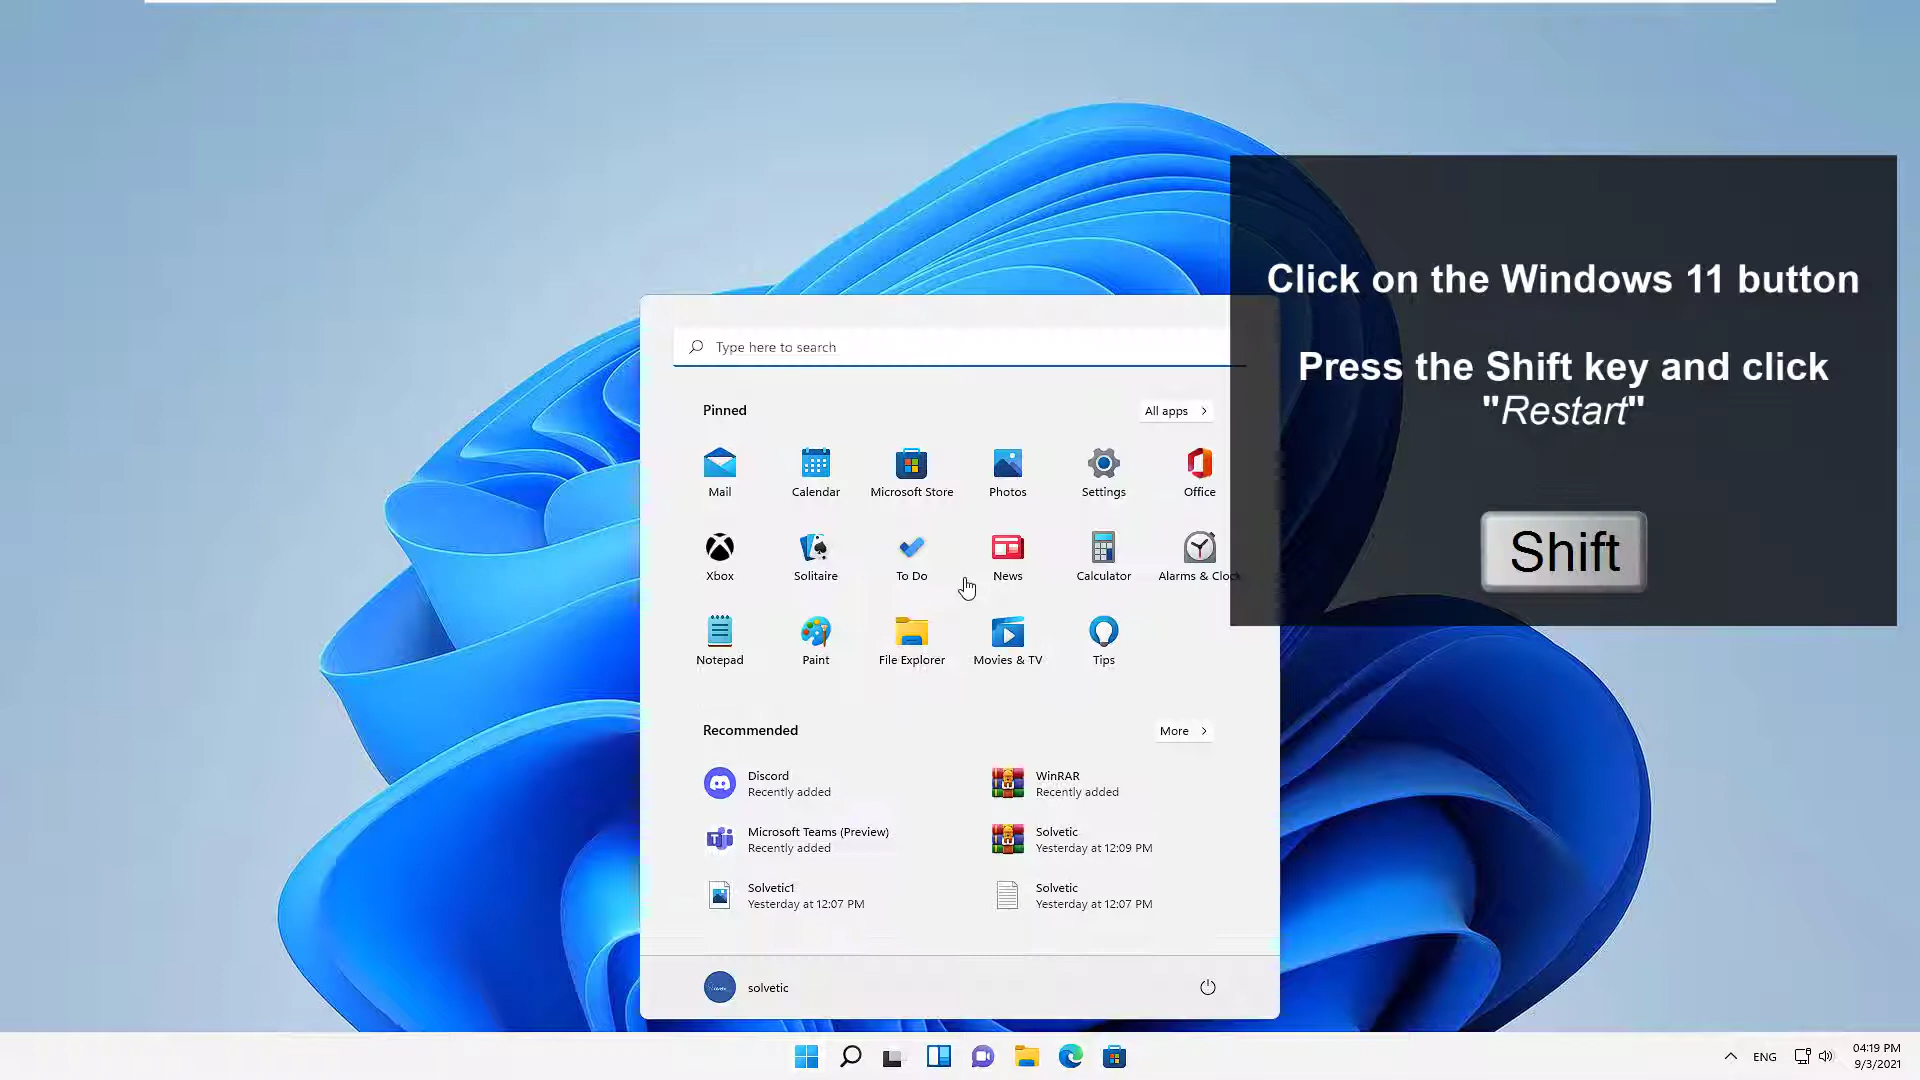 Click on the Windows 11 button
Press the Shift key and click
"Restart"
Shift
Type here to search
Pinned
All apps
Mail
Calendar
Microsoft Store
Photos
Settings
Office
Xbox
Solitaire
To Do
News
Calculator
Alarms & Clock
Notepad
Paint
File Explorer
Movies & TV
Tips
Recommended
More
Discord
Recently added
WinRAR
Recently added
Microsoft Teams (Preview)
Recently added
Solvetic
Yesterday at 12:09 PM
Solvetic1
Yesterday at 12:07 PM
Solvetic
Yesterday at 12:07 PM
solvetic
ENG
04:19 PM
9/3/2021